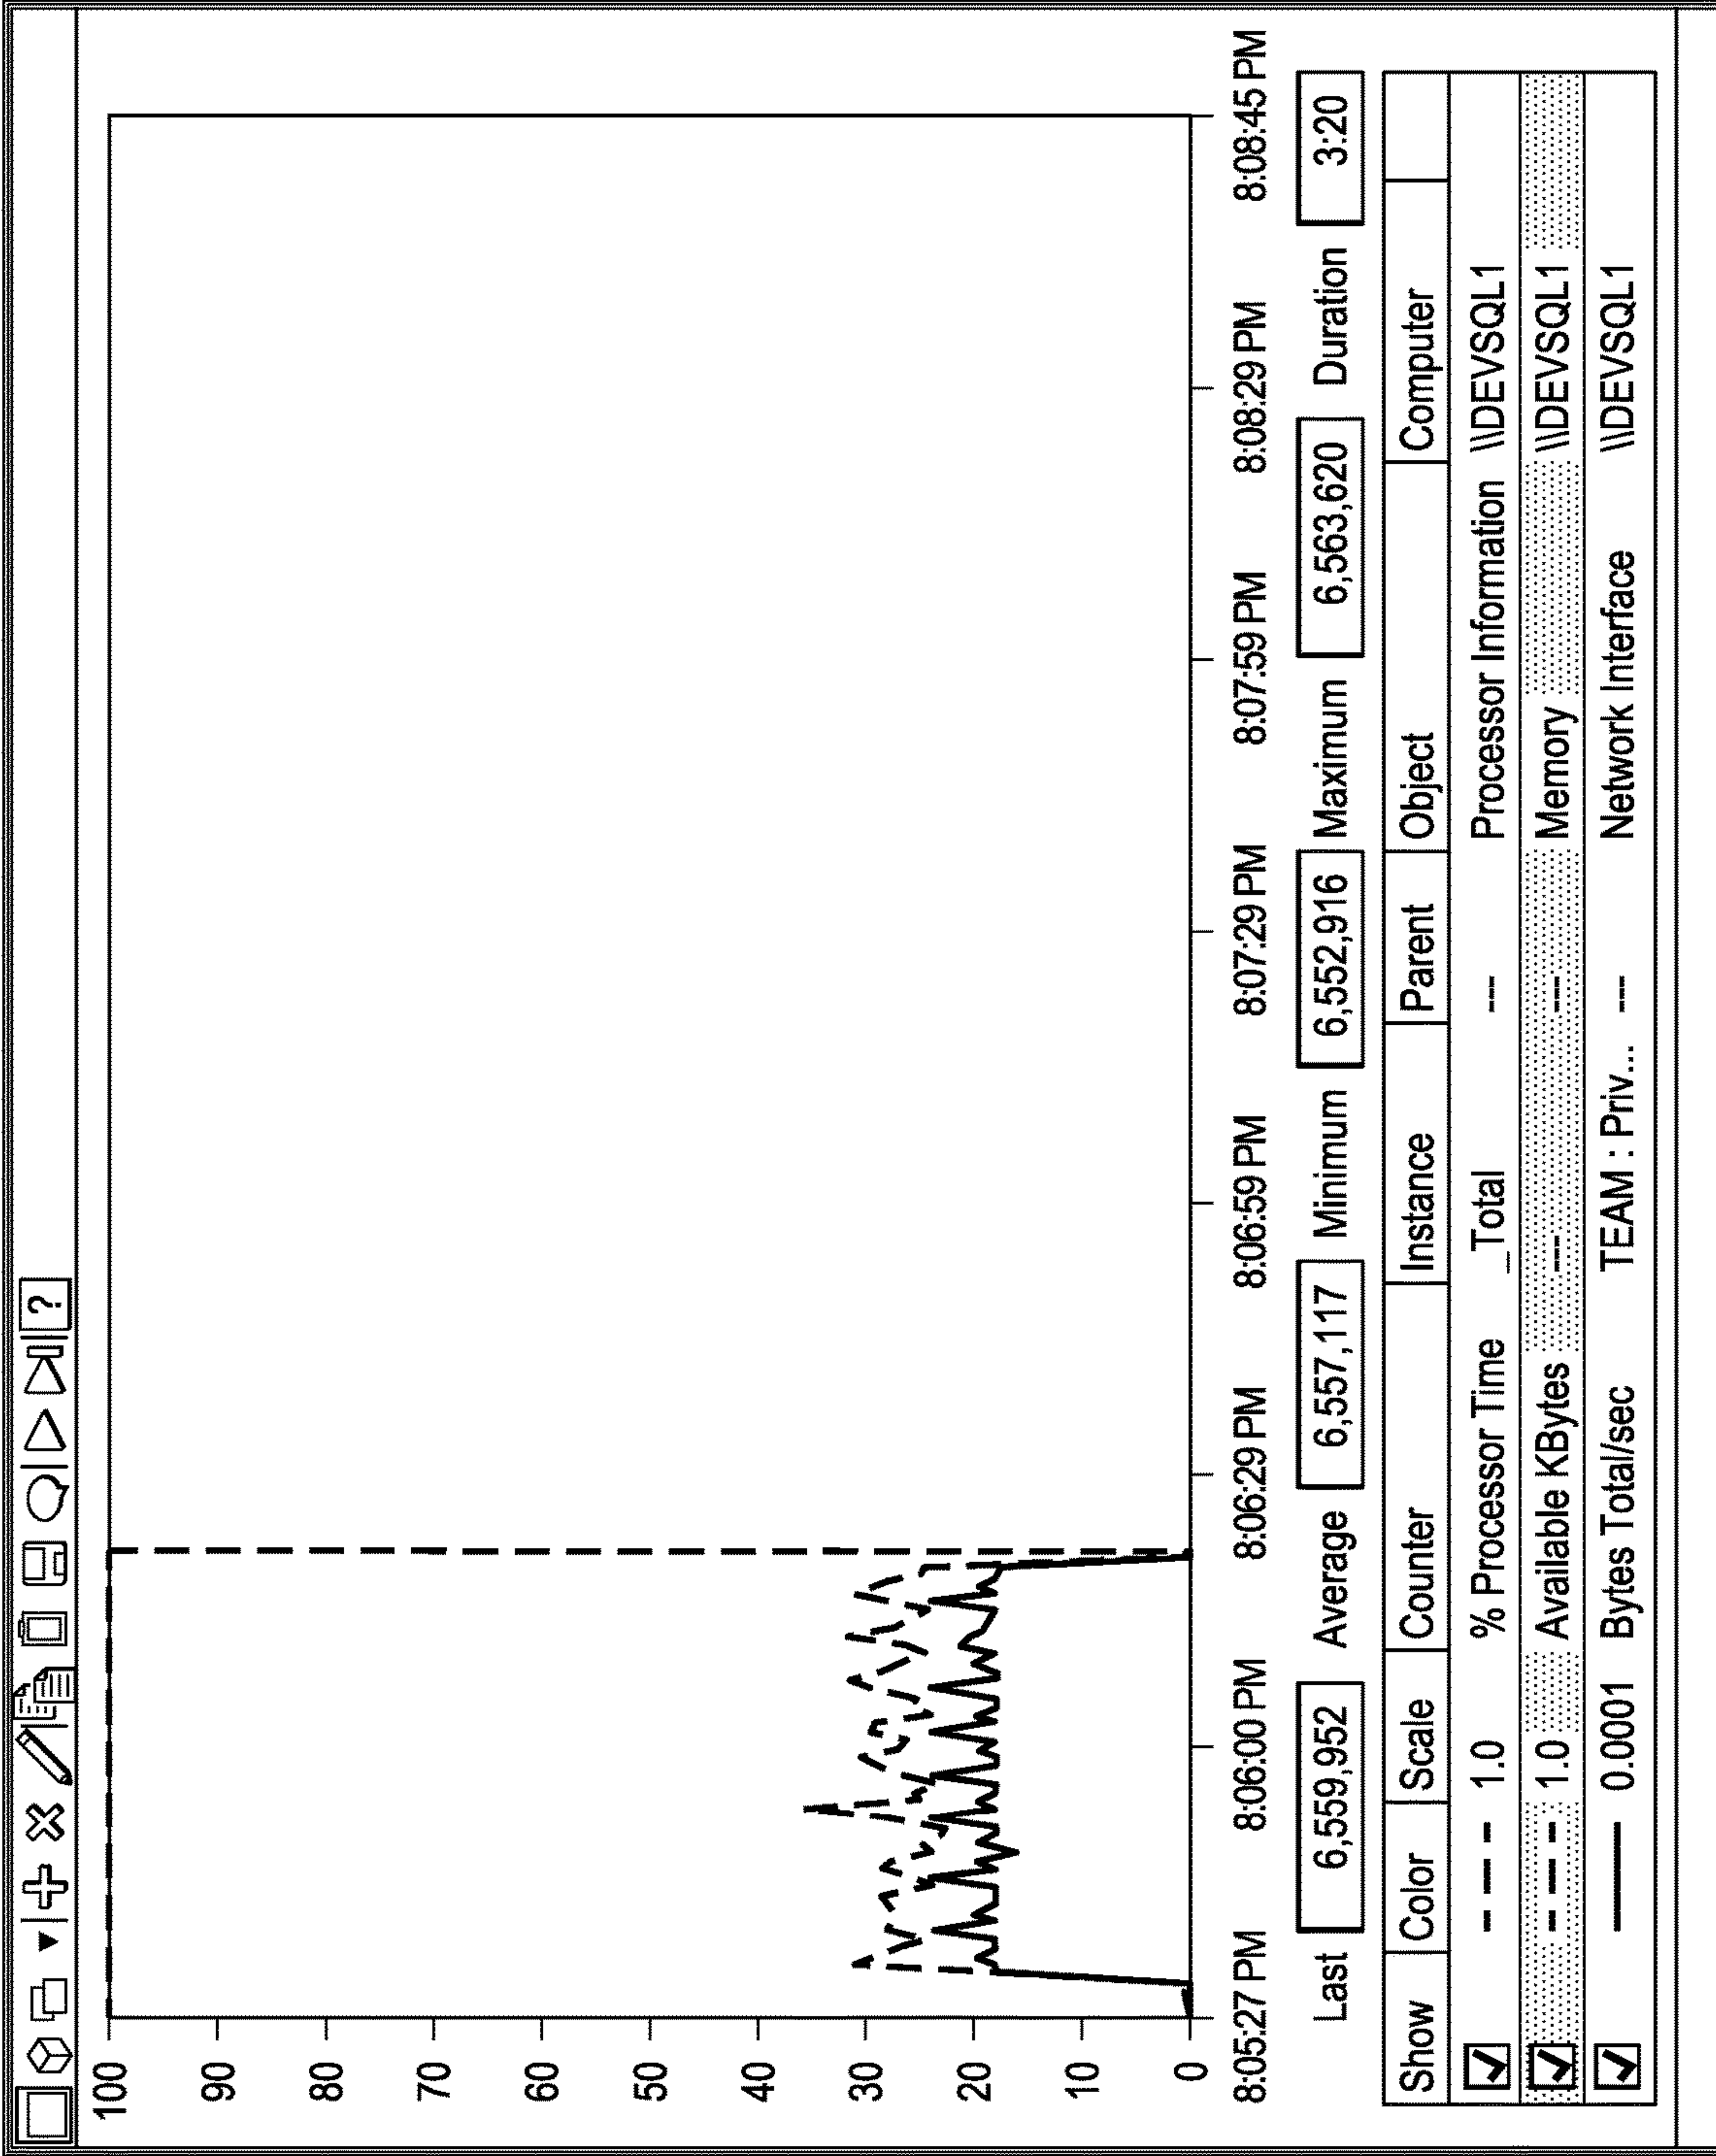 ?
100
90
80
70
60
50
40
30
20
10
0
8:05:27 PM 8:06:00 PM 8:06:29 PM 8:06:59 PM 8:07:29 PM 8:07:59 PM 8:08:29 PM 8:08:45 PM
Last 6,559,952 Average 6,557,117 Minimum 6,552,916 Maximum 6,563,620 Duration 3:20
Show Color Scale Counter Instance Parent Object Computer
1.0 % Processor Time _Total --- Processor Information \\DEVSQL1
1.0 Available KBytes --- --- Memory \\DEVSQL1
0.0001 Bytes Total/sec TEAM : Priv... --- Network Interface \\DEVSQL1